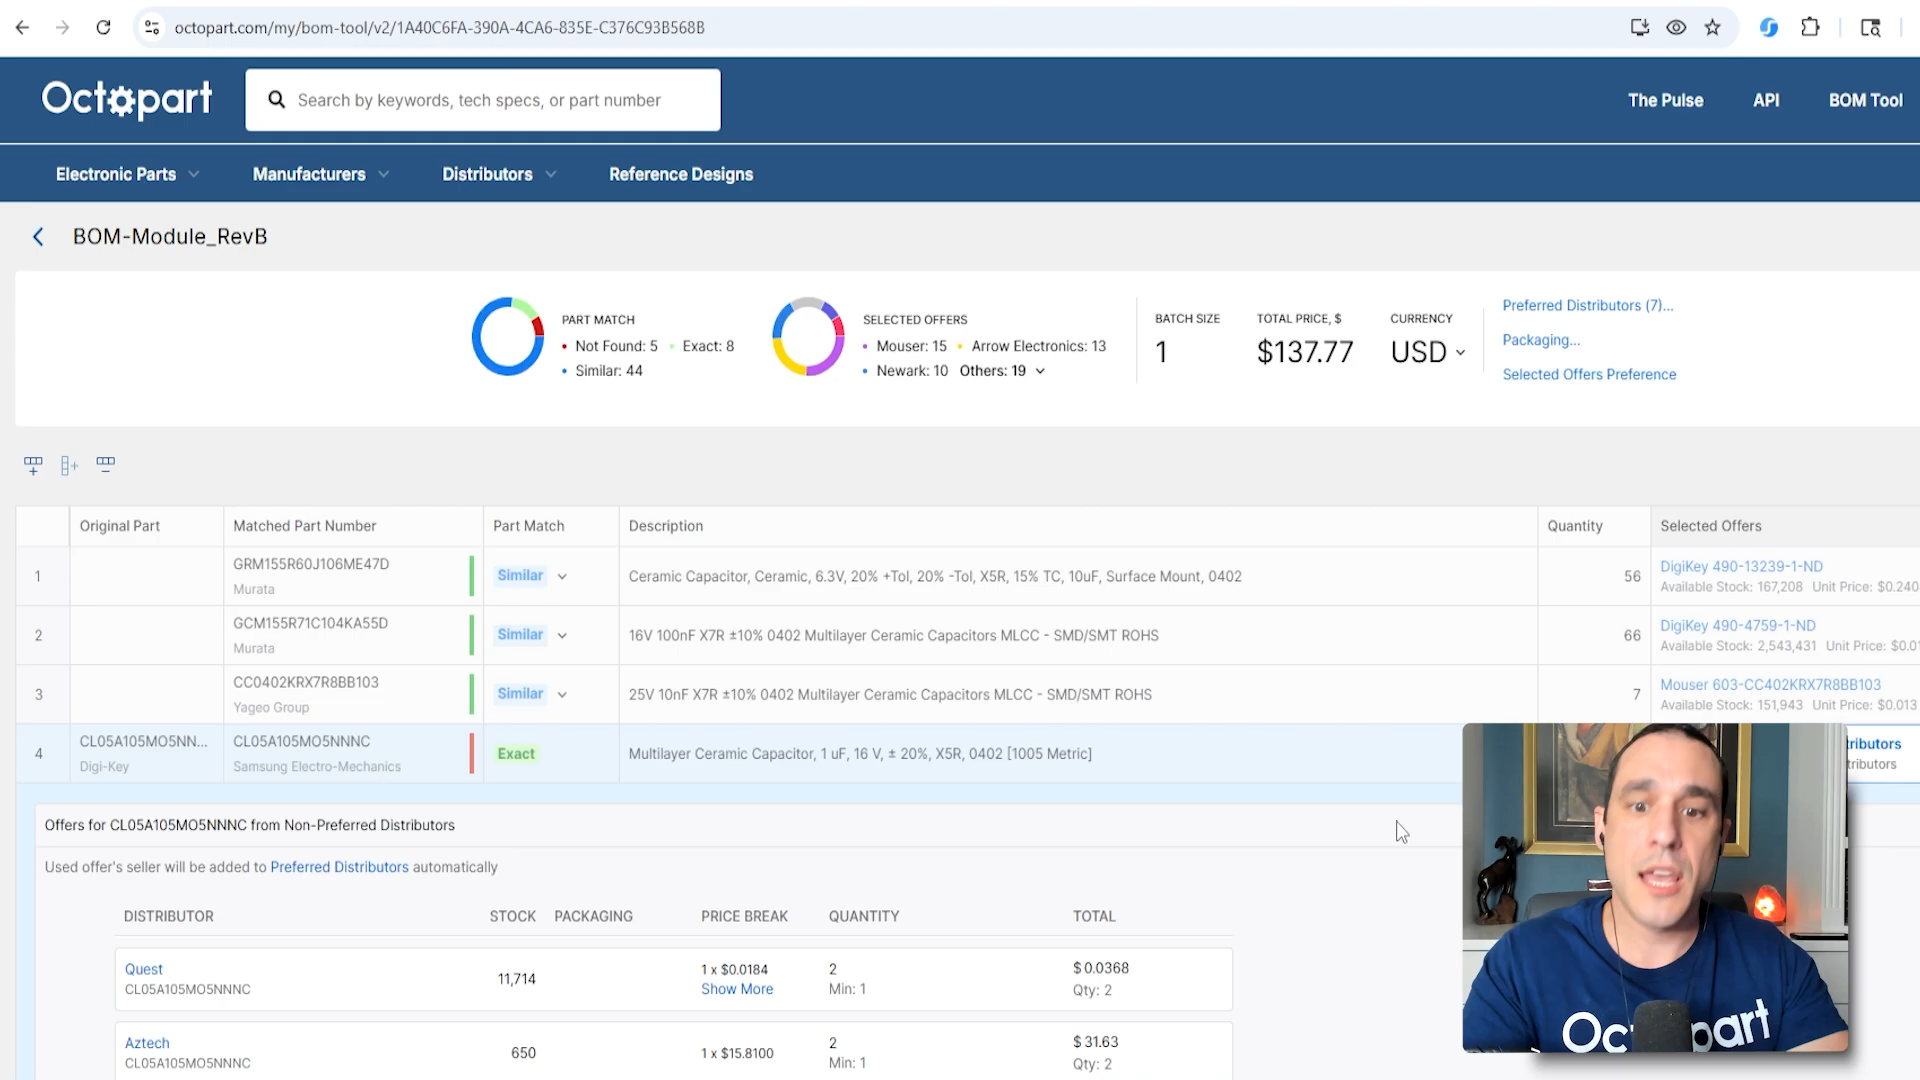 octopart.com/my/bom-tool/v2/1A40C6FA-390A-4CA6-835E-C376C93B568B
Octopart
Search by keywords, tech specs, or part number
The Pulse
API
BOM Tool
Electronic Parts
Manufacturers
Distributors
Reference Designs
BOM-Module_RevB
PART MATCH
Not Found: 5 Exact: 8
Similar: 44
SELECTED OFFERS
Mouser: 15 Arrow Electronics: 13
Newark: 10 Others: 19
BATCH SIZE
1
TOTAL PRICE, $
$137.77
CURRENCY
USD
Preferred Distributors (7)...
Packaging...
Selected Offers Preference
Original Part Matched Part Number Part Match Description Quantity Selected Offers
1
GRM155R60J106ME47D
Murata
Similar
Ceramic Capacitor, Ceramic, 6.3V, 20% +Tol, 20% -Tol, X5R, 15% TC, 10uF, Surface Mount, 0402
56
DigiKey 490-13239-1-ND
Available Stock: 167,208 Unit Price: $0.240
2
GCM155R71C104KA55D
Murata
Similar
16V 100nF X7R ±10% 0402 Multilayer Ceramic Capacitors MLCC - SMD/SMT ROHS
66
DigiKey 490-4759-1-ND
Available Stock: 2,543,431 Unit Price: $0.01
3
CC0402KRX7R8BB103
Yageo Group
Similar
25V 10nF X7R ±10% 0402 Multilayer Ceramic Capacitors MLCC - SMD/SMT ROHS
7
Mouser 603-CC402KRX7R8BB103
Available Stock: 151,943 Unit Price: $0.013
4
CL05A105MO5NN...
Digi-Key
CL05A105MO5NNNC
Samsung Electro-Mechanics
Exact
Multilayer Ceramic Capacitor, 1 uF, 16 V, ± 20%, X5R, 0402 [1005 Metric]
tributors
tributors
Offers for CL05A105MO5NNNC from Non-Preferred Distributors
Used offer's seller will be added to Preferred Distributors automatically
DISTRIBUTOR STOCK PACKAGING PRICE BREAK QUANTITY TOTAL
Quest
CL05A105MO5NNNC
11,714
1 x $0.0184
Show More
2
Min: 1
$ 0.0368
Qty: 2
Aztech
CL05A105MO5NNNC
650
1 x $15.8100
2
Min: 1
$ 31.63
Qty: 2
Oc part